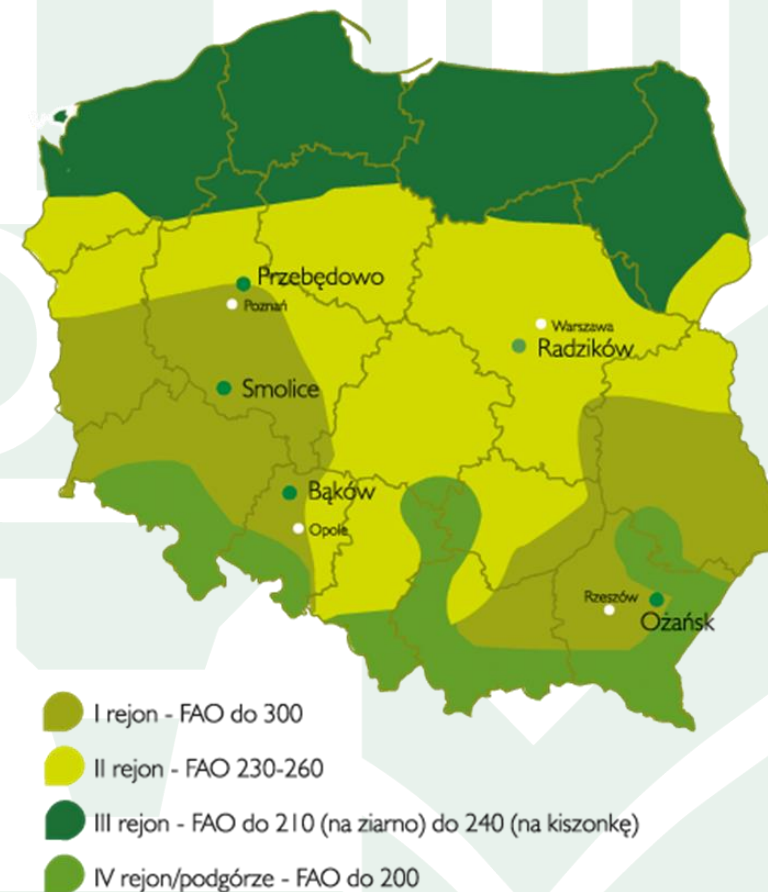 Przebędowo
Poznań
Warszawa
Radzików
Smolice
Bąków
Opole
Rzeszów
Ożańsk
I rejon - FAO do 300
II rejon - FAO 230-260
III rejon - FAO do 210 (na ziarno) do 240 (na kiszonkę)
IV rejon/podgórze - FAO do 200